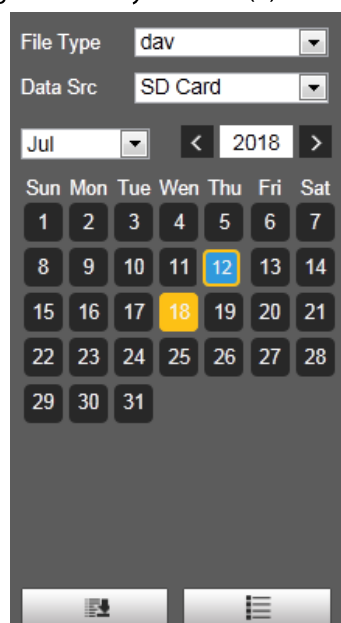 File Type dav
Data Src SD Card
Jul < 2018 >
Sun Mon Tue Wen Thu Fri Sat
1 2 3 4 5 6 7
8 9 10 11 12 13 14
15 16 17 18 19 20 21
22 23 24 25 26 27 28
29 30 31